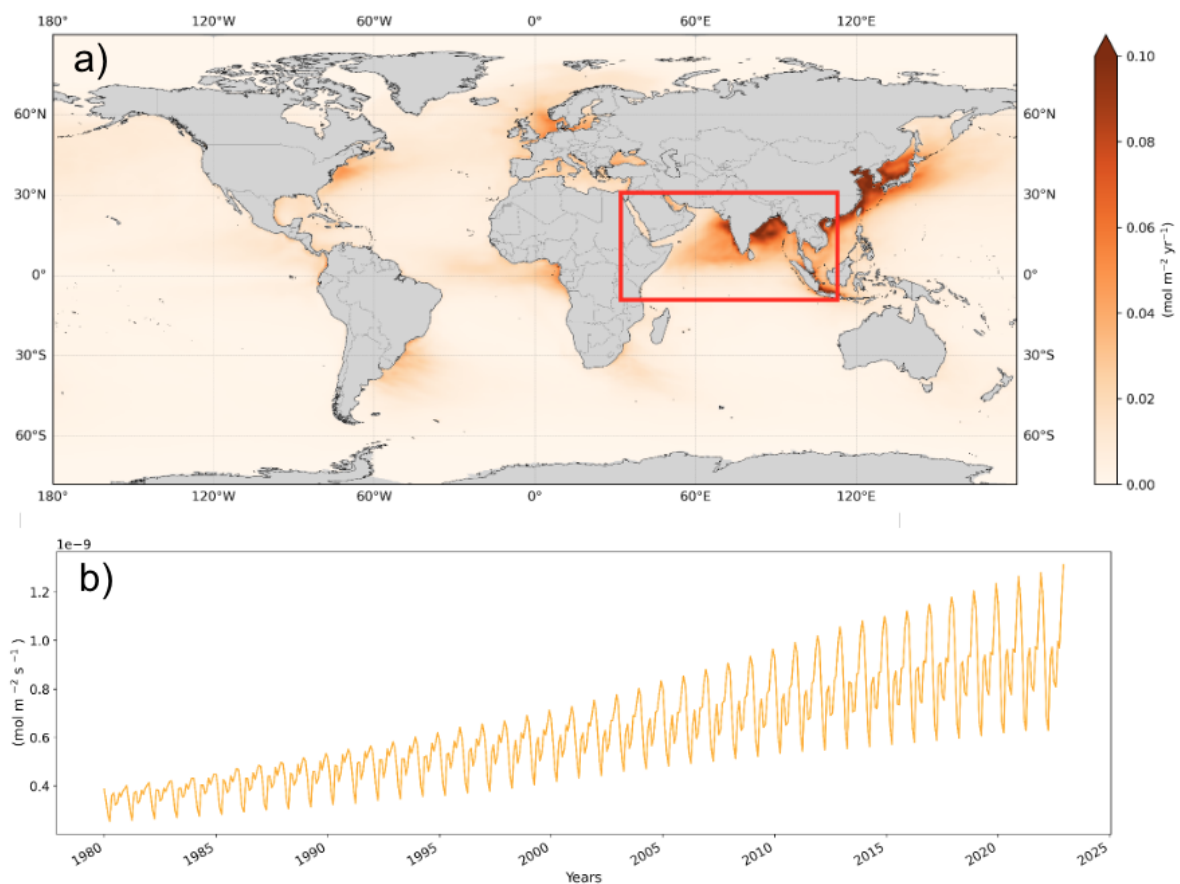 180° 120°W 60°W 0° 60°E 120°E
a)
60°N 60°N
30°N 30°N
0° 0°
30°S 30°S
60°S 60°S
180° 120°W 60°W 0° 60°E 120°E
0.10
0.08
0.06
0.04
0.02
0.00
(mol m⁻² yr⁻¹)
1e−9
b)
1.2
1.0
0.8
0.6
0.4
(mol m ⁻² s ⁻¹ )
1980 1985 1990 1995 2000 2005 2010 2015 2020 2025
Years